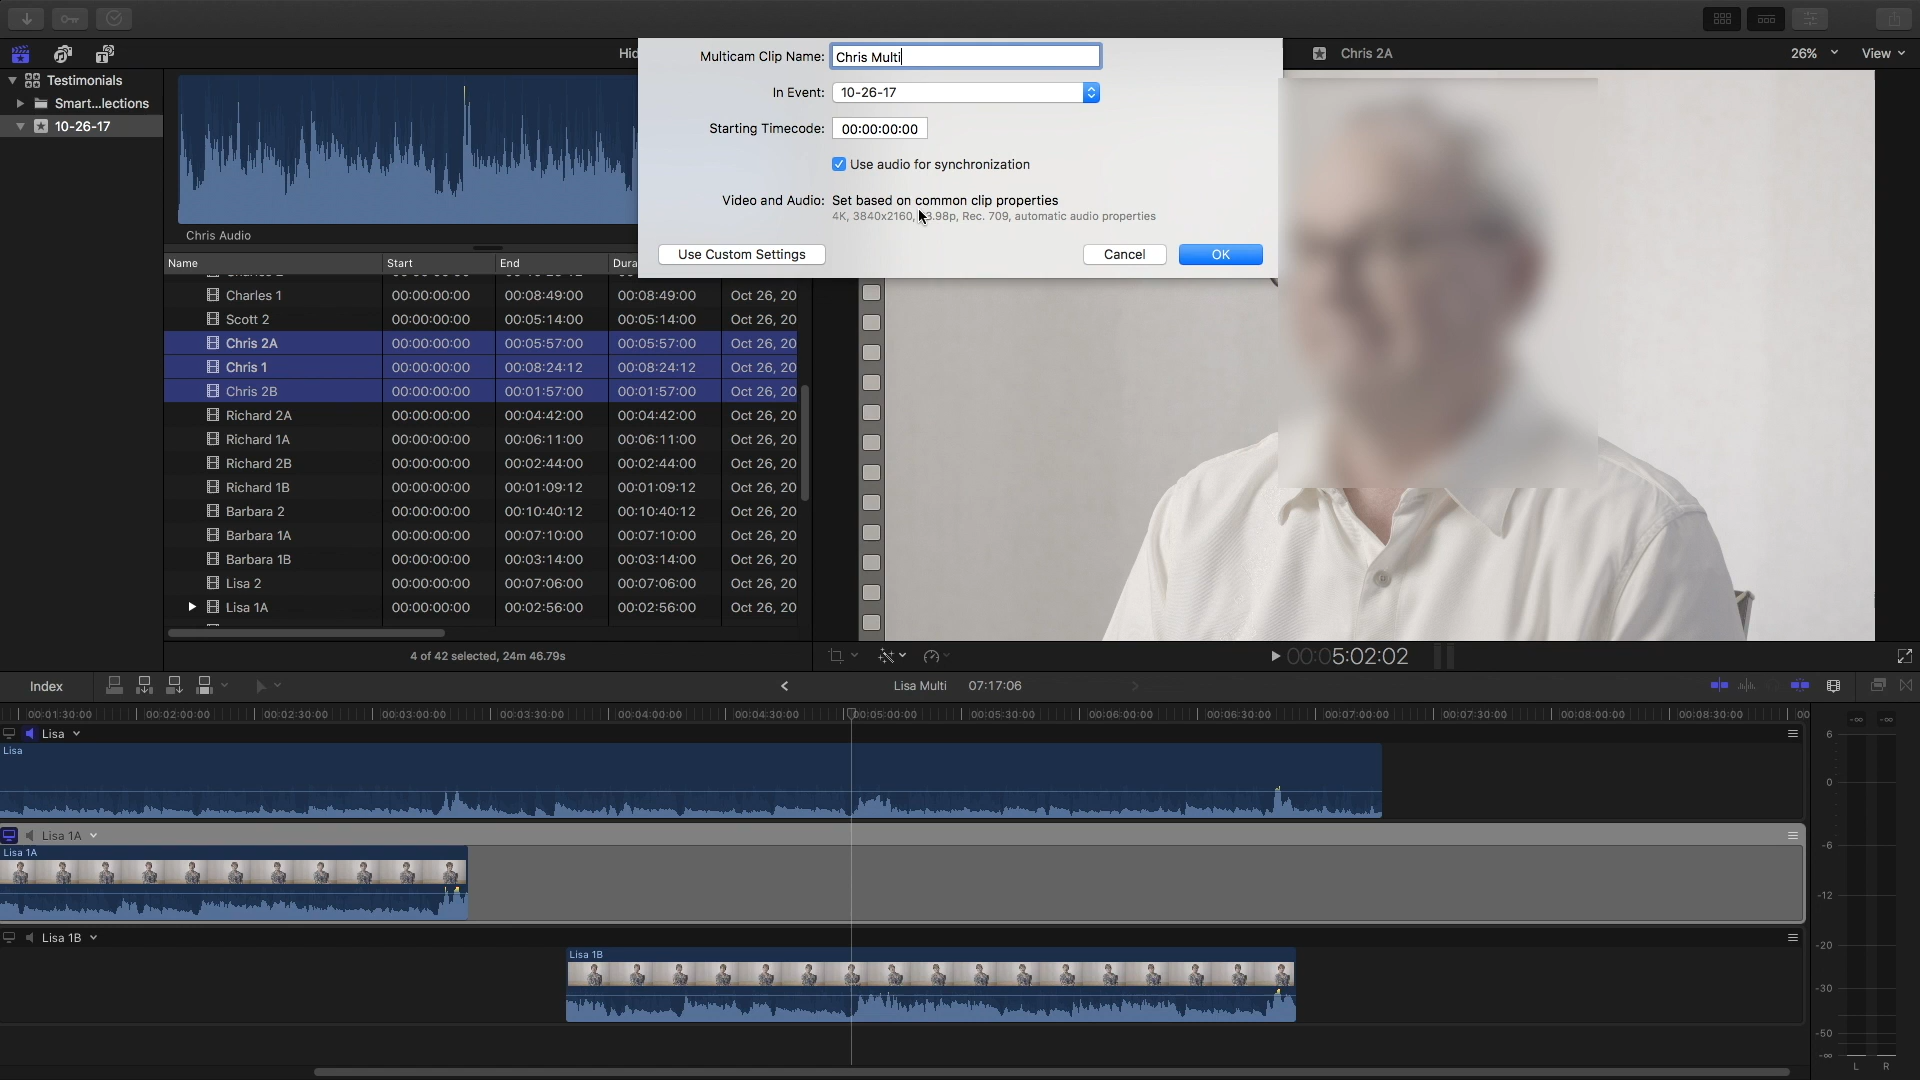 Hid
Chris 2A
26%
View
Testimonials
Smart...lections
10-26-17
Multicam Clip Name: Chris Multi
In Event: 10-26-17
Starting Timecode: 00:00:00:00
Use audio for synchronization
Video and Audio: Set based on common clip properties
4K, 3840x2160, 3.98p, Rec. 709, automatic audio properties
Use Custom Settings
Cancel
OK
Chris Audio
Name Start End Dura
Charles 1 00:00:00:00 00:08:49:00 00:08:49:00 Oct 26, 20
Scott 2 00:00:00:00 00:05:14:00 00:05:14:00 Oct 26, 20
Chris 2A 00:00:00:00 00:05:57:00 00:05:57:00 Oct 26, 20
Chris 1 00:00:00:00 00:08:24:12 00:08:24:12 Oct 26, 20
Chris 2B 00:00:00:00 00:01:57:00 00:01:57:00 Oct 26, 20
Richard 2A 00:00:00:00 00:04:42:00 00:04:42:00 Oct 26, 20
Richard 1A 00:00:00:00 00:06:11:00 00:06:11:00 Oct 26, 20
Richard 2B 00:00:00:00 00:02:44:00 00:02:44:00 Oct 26, 20
Richard 1B 00:00:00:00 00:01:09:12 00:01:09:12 Oct 26, 20
Barbara 2 00:00:00:00 00:10:40:12 00:10:40:12 Oct 26, 20
Barbara 1A 00:00:00:00 00:07:10:00 00:07:10:00 Oct 26, 20
Barbara 1B 00:00:00:00 00:03:14:00 00:03:14:00 Oct 26, 20
Lisa 2 00:00:00:00 00:07:06:00 00:07:06:00 Oct 26, 20
Lisa 1A 00:00:00:00 00:02:56:00 00:02:56:00 Oct 26, 20
4 of 42 selected, 24m 46.79s
00:05:02:02
Index
Lisa Multi 07:17:06
00:01:30:00 00:02:00:00 00:02:30:00 00:03:00:00 00:03:30:00 00:04:00:00 00:04:30:00 00:05:00:00 00:05:30:00 00:06:00:00 00:06:30:00 00:07:00:00 00:07:30:00 00:08:00:00 00:08:30:00 00
Lisa
Lisa
Lisa 1A
Lisa 1A
Lisa 1B
Lisa 1B
-∞ -∞
6
0
-6
-12
-20
-30
-50
-∞
L R